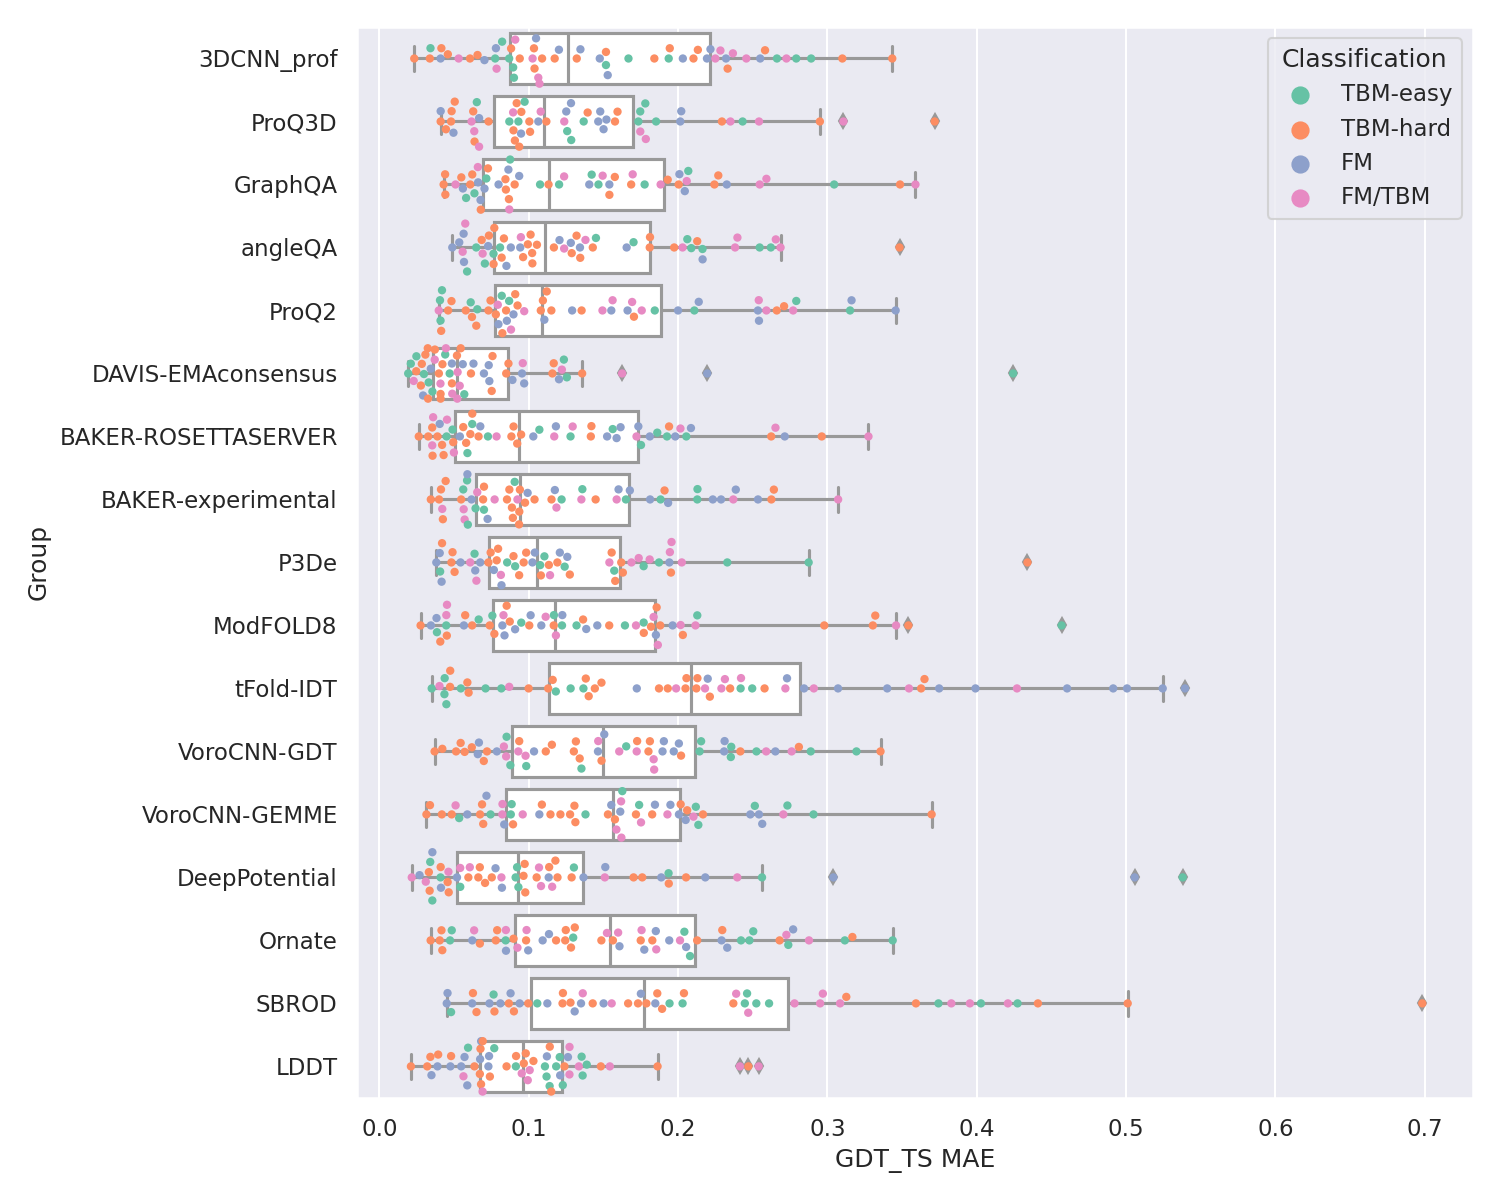 Classification
TBM-easy
TBM-hard
FM
FM/TBM
Group
3DCNN_prof
ProQ3D
GraphQA
angleQA
ProQ2
DAVIS-EMAconsensus
BAKER-ROSETTASERVER
BAKER-experimental
P3De
ModFOLD8
tFold-IDT
VoroCNN-GDT
VoroCNN-GEMME
DeepPotential
Ornate
SBROD
LDDT
0.0 0.1 0.2 0.3 0.4 0.5 0.6 0.7
GDT_TS MAE